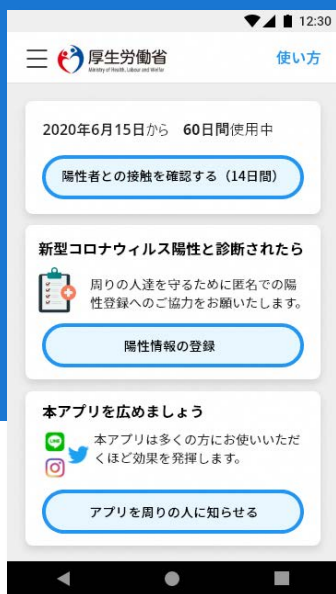 12:30
厚生労働省
Ministry of Health, Labour and Welfare
使い方
2020年6月15日から 60日間使用中
陽性者との接触を確認する（14日間）
新型コロナウィルス陽性と診断されたら
周りの人達を守るために匿名での陽
性登録へのご協力をお願いたします。
陽性情報の登録
本アプリを広めましょう
LINE
本アプリは多くの方にお使いいただ
くほど効果を発揮します。
アプリを周りの人に知らせる